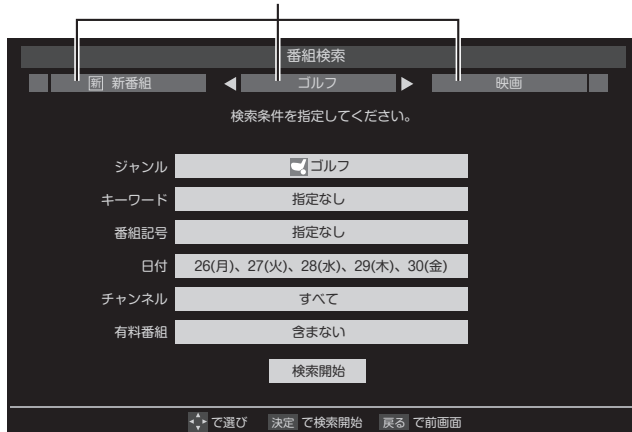 番組検索
新 新番組 ◀ ゴルフ ▶ 映画
検索条件を指定してください。
ジャンル ゴルフ
キーワード 指定なし
番組記号 指定なし
日付 26(月)、27(火)、28(水)、29(木)、30(金)
チャンネル すべて
有料番組 含まない
検索開始
で選び 決定 で検索開始 戻る で前画面